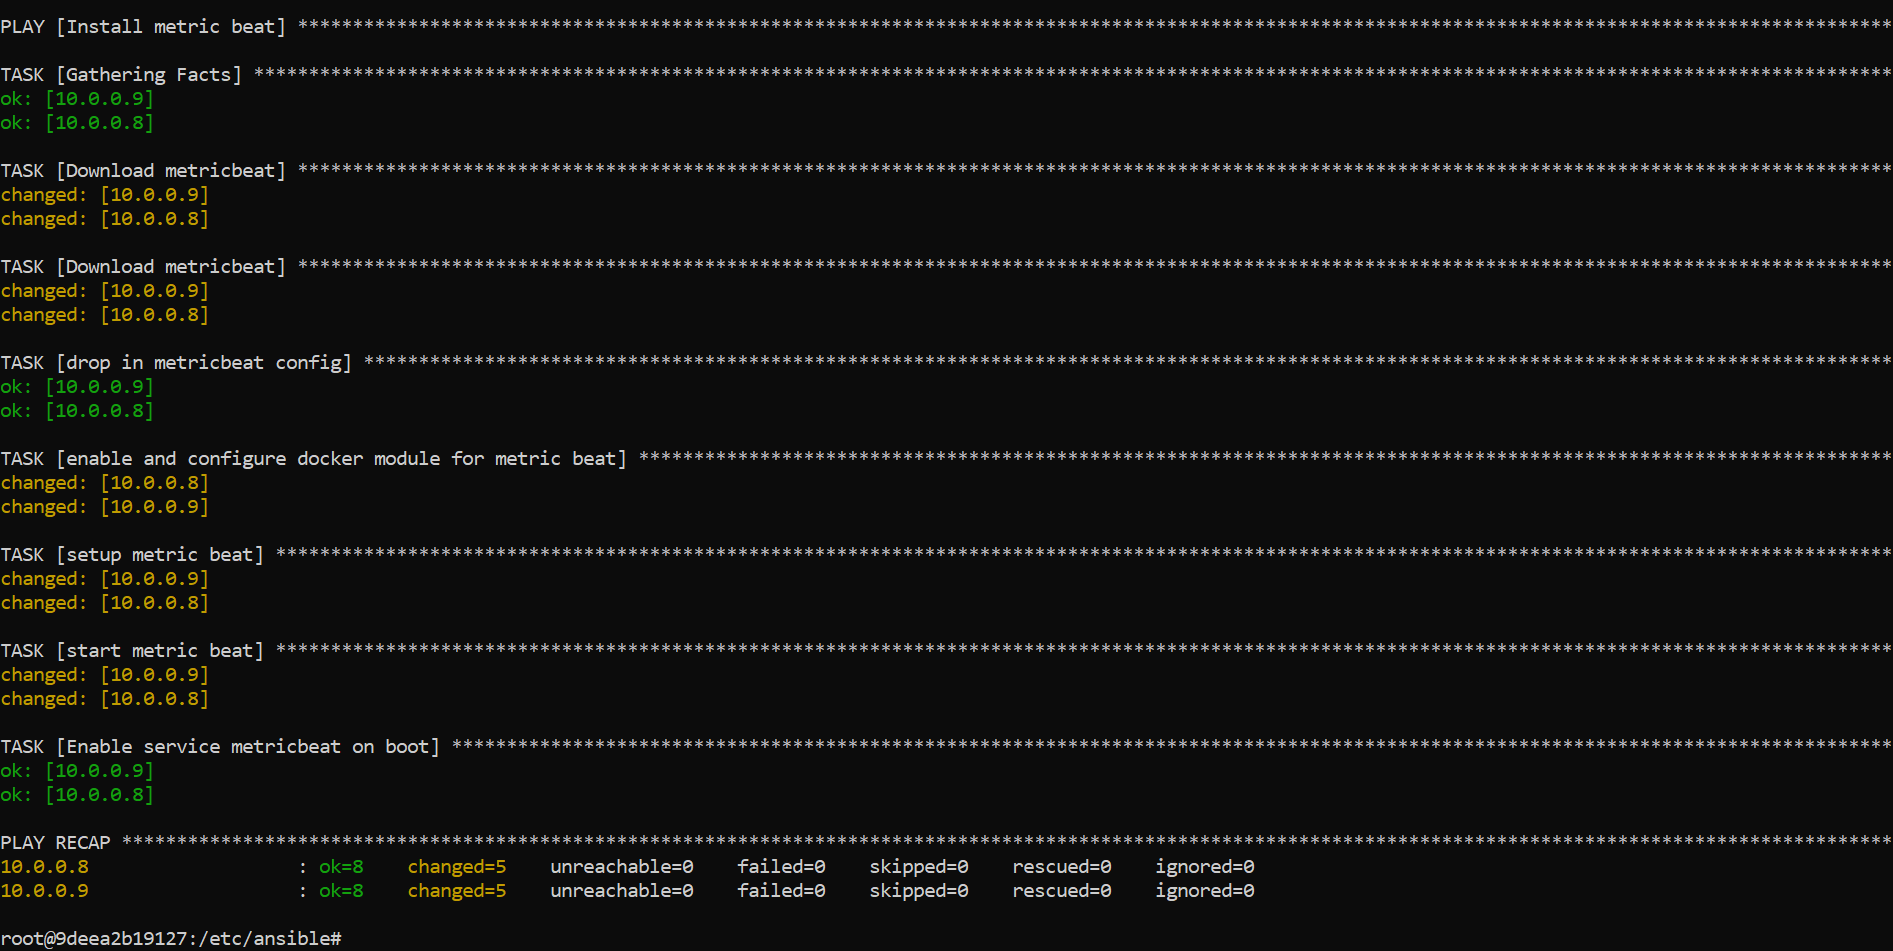 PLAY [Install metric beat] *************************************************************************************************************************************************
TASK [Gathering Facts] *****************************************************************************************************************************************************
ok: [10.0.0.9]
ok: [10.0.0.8]
TASK [Download metricbeat] *************************************************************************************************************************************************
changed: [10.0.0.9]
changed: [10.0.0.8]
TASK [Download metricbeat] *************************************************************************************************************************************************
changed: [10.0.0.9]
changed: [10.0.0.8]
TASK [drop in metricbeat config] *******************************************************************************************************************************************
ok: [10.0.0.9]
ok: [10.0.0.8]
TASK [enable and configure docker module for metric beat] ******************************************************************************************************************
changed: [10.0.0.8]
changed: [10.0.0.9]
TASK [setup metric beat] ***************************************************************************************************************************************************
changed: [10.0.0.9]
changed: [10.0.0.8]
TASK [start metric beat] ***************************************************************************************************************************************************
changed: [10.0.0.9]
changed: [10.0.0.8]
TASK [Enable service metricbeat on boot] ***********************************************************************************************************************************
ok: [10.0.0.9]
ok: [10.0.0.8]
PLAY RECAP *****************************************************************************************************************************************************************
10.0.0.8 : ok=8 changed=5 unreachable=0 failed=0 skipped=0 rescued=0 ignored=0
10.0.0.9 : ok=8 changed=5 unreachable=0 failed=0 skipped=0 rescued=0 ignored=0
root@9deea2b19127:/etc/ansible#